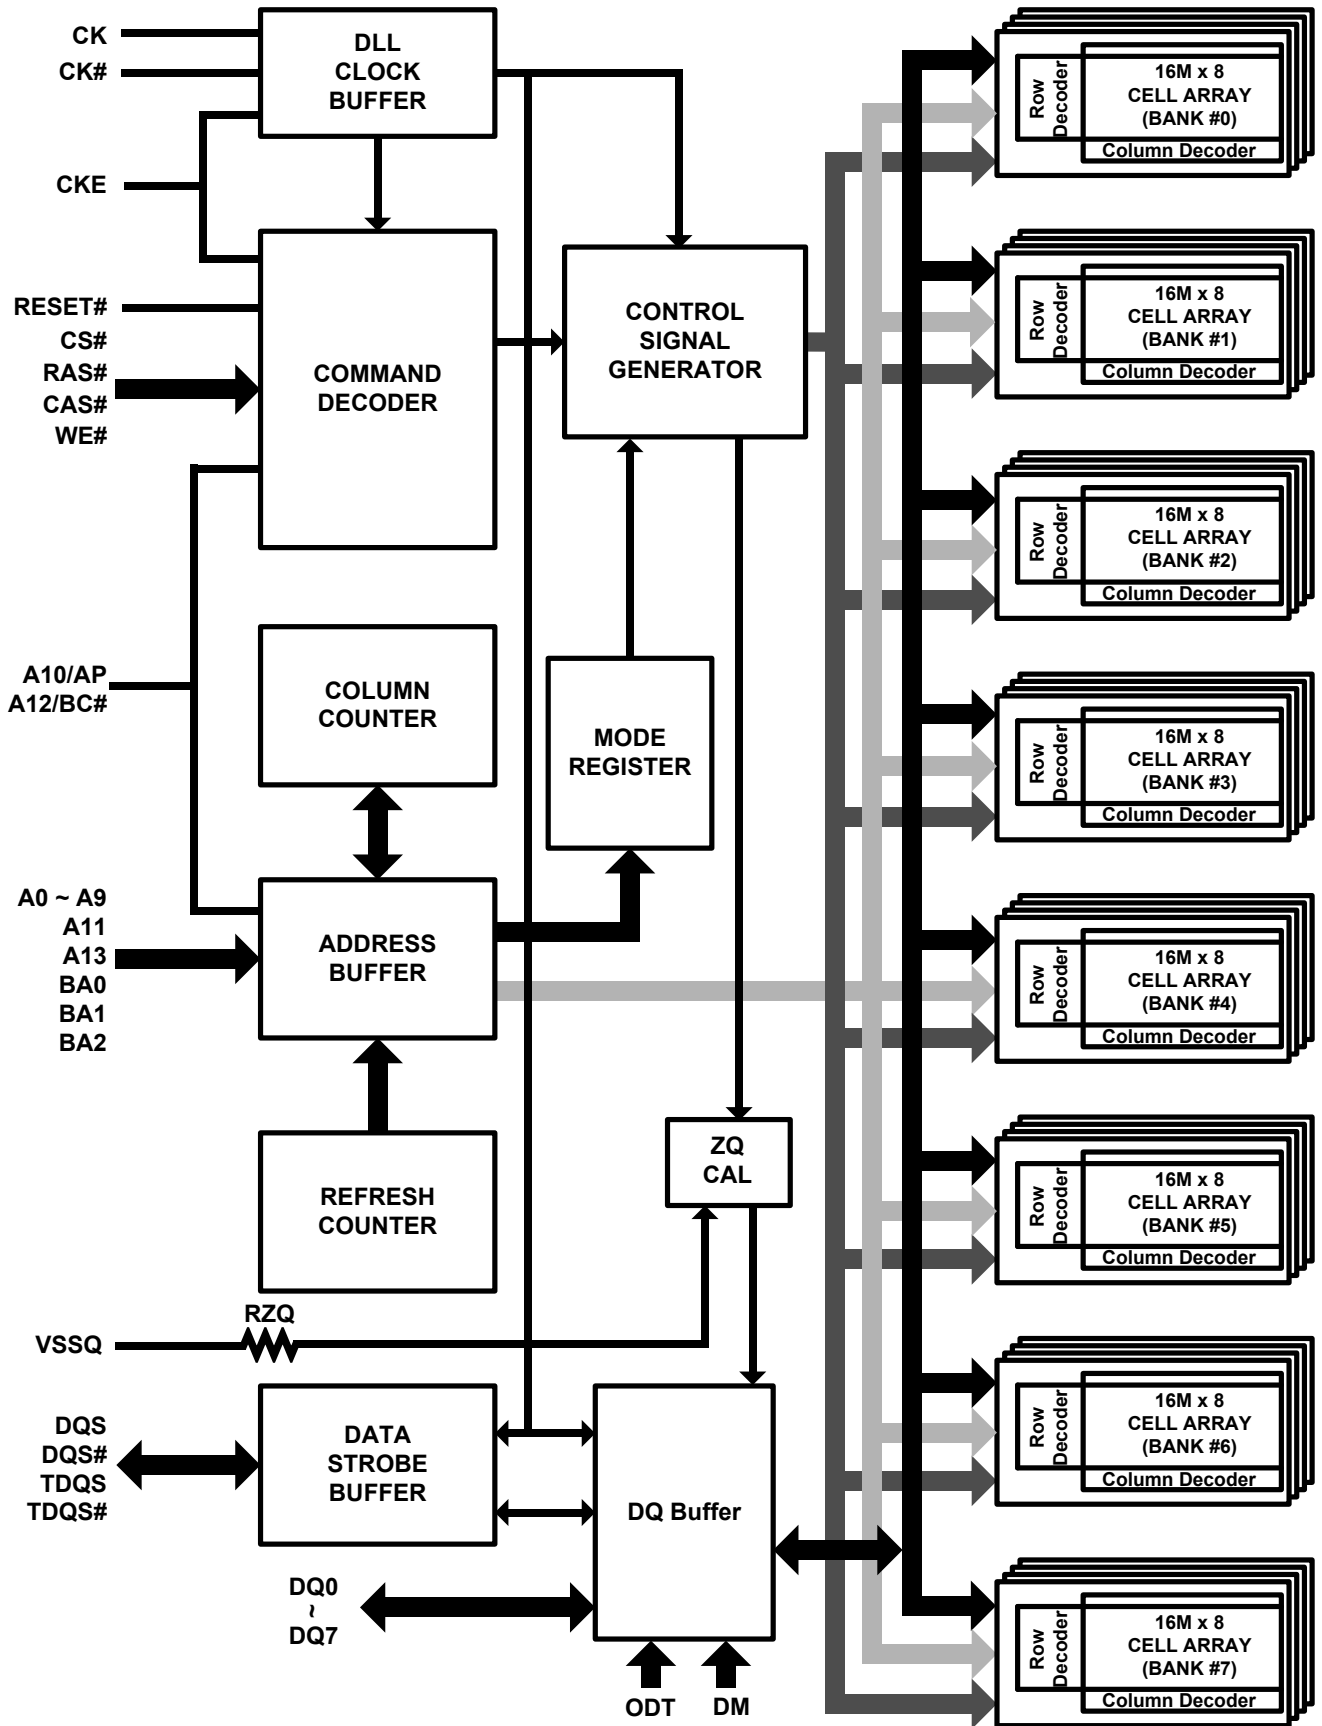 CK
CK#
CKE
RESET#
CS#
RAS#
CAS#
WE#
A10/AP
A12/BC#
A0 ~ A9
A11
A13
BA0
BA1
BA2
VSSQ
RZQ
DQS
DQS#
TDQS
TDQS#
DQ0
~
DQ7
DLL
CLOCK
BUFFER
COMMAND
DECODER
COLUMN
COUNTER
ADDRESS
BUFFER
REFRESH
COUNTER
DATA
STROBE
BUFFER
CONTROL
SIGNAL
GENERATOR
MODE
REGISTER
ZQ
CAL
DQ Buffer
ODT
DM
Row
Decoder
16M x 8
CELL ARRAY
(BANK #0)
Column Decoder
Row
Decoder
16M x 8
CELL ARRAY
(BANK #1)
Column Decoder
Row
Decoder
16M x 8
CELL ARRAY
(BANK #2)
Column Decoder
Row
Decoder
16M x 8
CELL ARRAY
(BANK #3)
Column Decoder
Row
Decoder
16M x 8
CELL ARRAY
(BANK #4)
Column Decoder
Row
Decoder
16M x 8
CELL ARRAY
(BANK #5)
Column Decoder
Row
Decoder
16M x 8
CELL ARRAY
(BANK #6)
Column Decoder
Row
Decoder
16M x 8
CELL ARRAY
(BANK #7)
Column Decoder